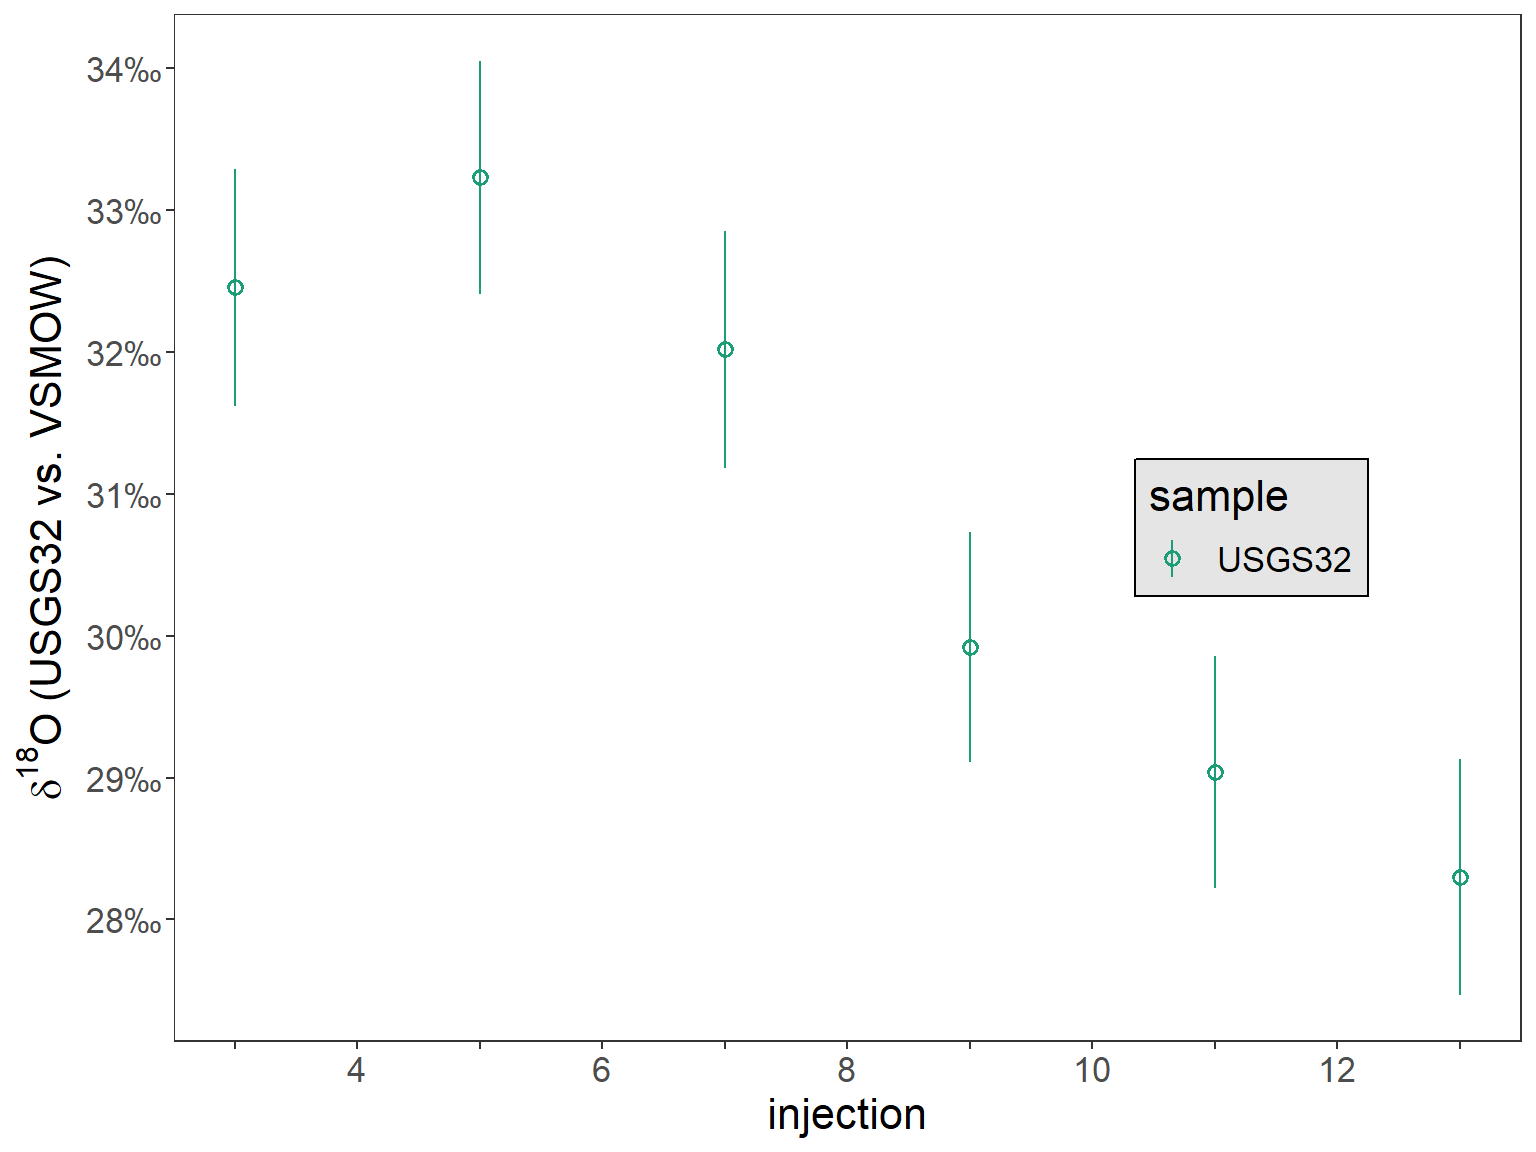 δ¹⁸O (USGS32 vs. VSMOW)
34‰
33‰
32‰
31‰
30‰
29‰
28‰
sample
USGS32
4 6 8 10 12
injection